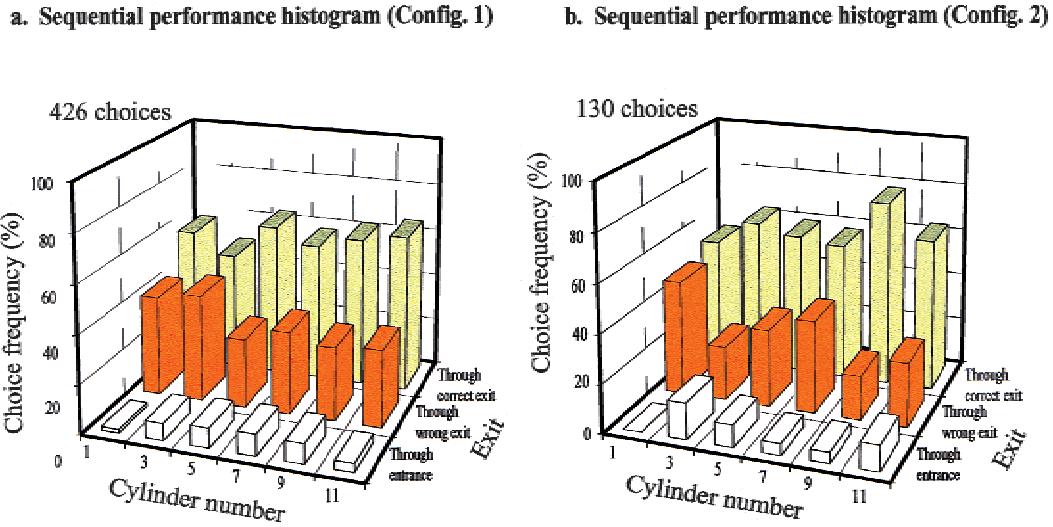 a. Sequential performance histogram (Config. 1)
426 choices
Choice frequency (%)
100
80
60
40
20
0
1
3
5
7
9
11
Cylinder number
Through
correct exit
Through
wrong exit
Through
entrance
Exit
b. Sequential performance histogram (Config. 2)
130 choices
Choice frequency (%)
100
80
60
40
20
0
1
3
5
7
9
11
Cylinder number
Through
correct exit
Through
wrong exit
Through
entrance
Exit